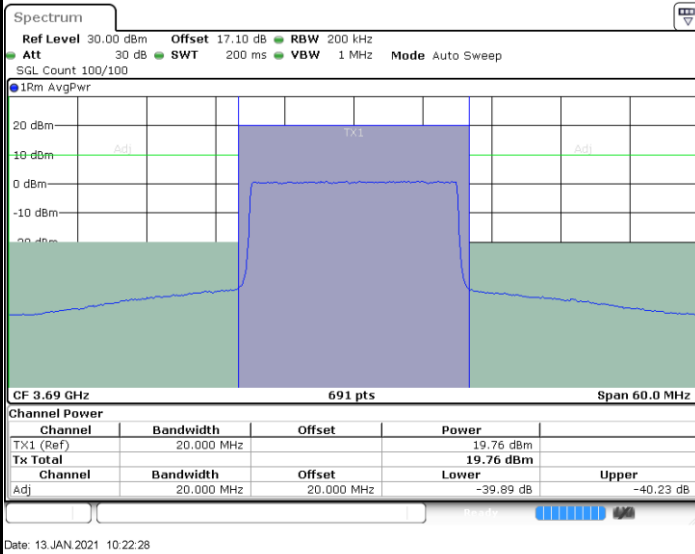 Spectrum
Ref Level 30.00 dBm Offset 17.10 dB RBW 200 kHz
Att 30 dB SWT 200 ms VBW 1 MHz Mode Auto Sweep
SGL Count 100/100
1Rm AvgPwr
20 dBm
TX1
Adj Adj
10 dBm
0 dBm
-10 dBm
-20 dBm
CF 3.69 GHz 691 pts Span 60.0 MHz
Channel Power
Channel Bandwidth Offset Power
TX1 (Ref) 20.000 MHz 19.76 dBm
Tx Total 19.76 dBm
Channel Bandwidth Offset Lower Upper
Adj 20.000 MHz 20.000 MHz -39.89 dB -40.23 dB
Ready
Date: 13.JAN.2021 10:22:28